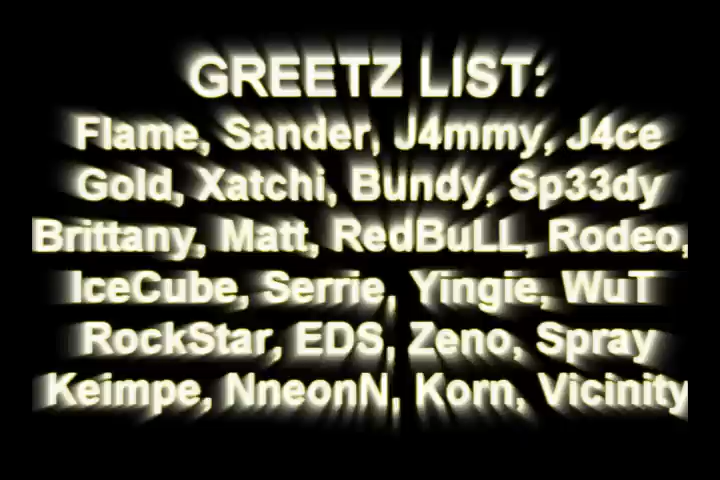 GREETZ LIST:
Flame, Sander, J4mmy, J4ce
Gold, Xatchi, Bundy, Sp33dy
Brittany, Matt, RedBuLL, Rodeo,
IceCube, Serrie, Yingie, WuT
RockStar, EDS, Zeno, Spray
Keimpe, NneonN, Korn, Vicinity